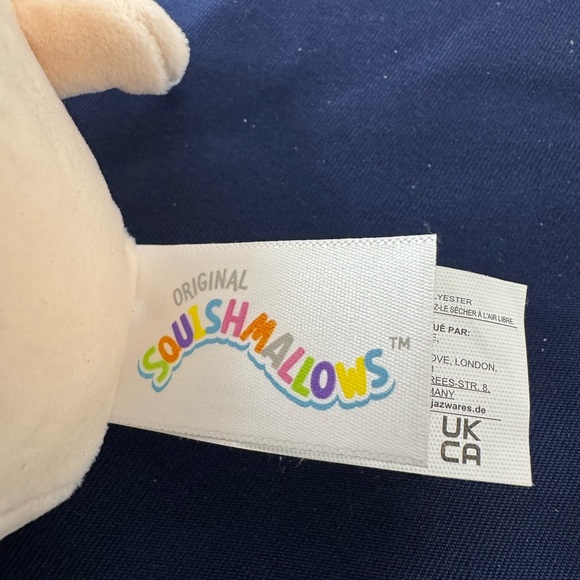 ORIGINAL
SQUISHMALLOWS™
LYESTER
Z-LE SÉCHER À L'AIR LIBRE.
UÉ PAR:
OVE, LONDON,
REES-STR. 8,
MANY
jazwares.de
UK
CA